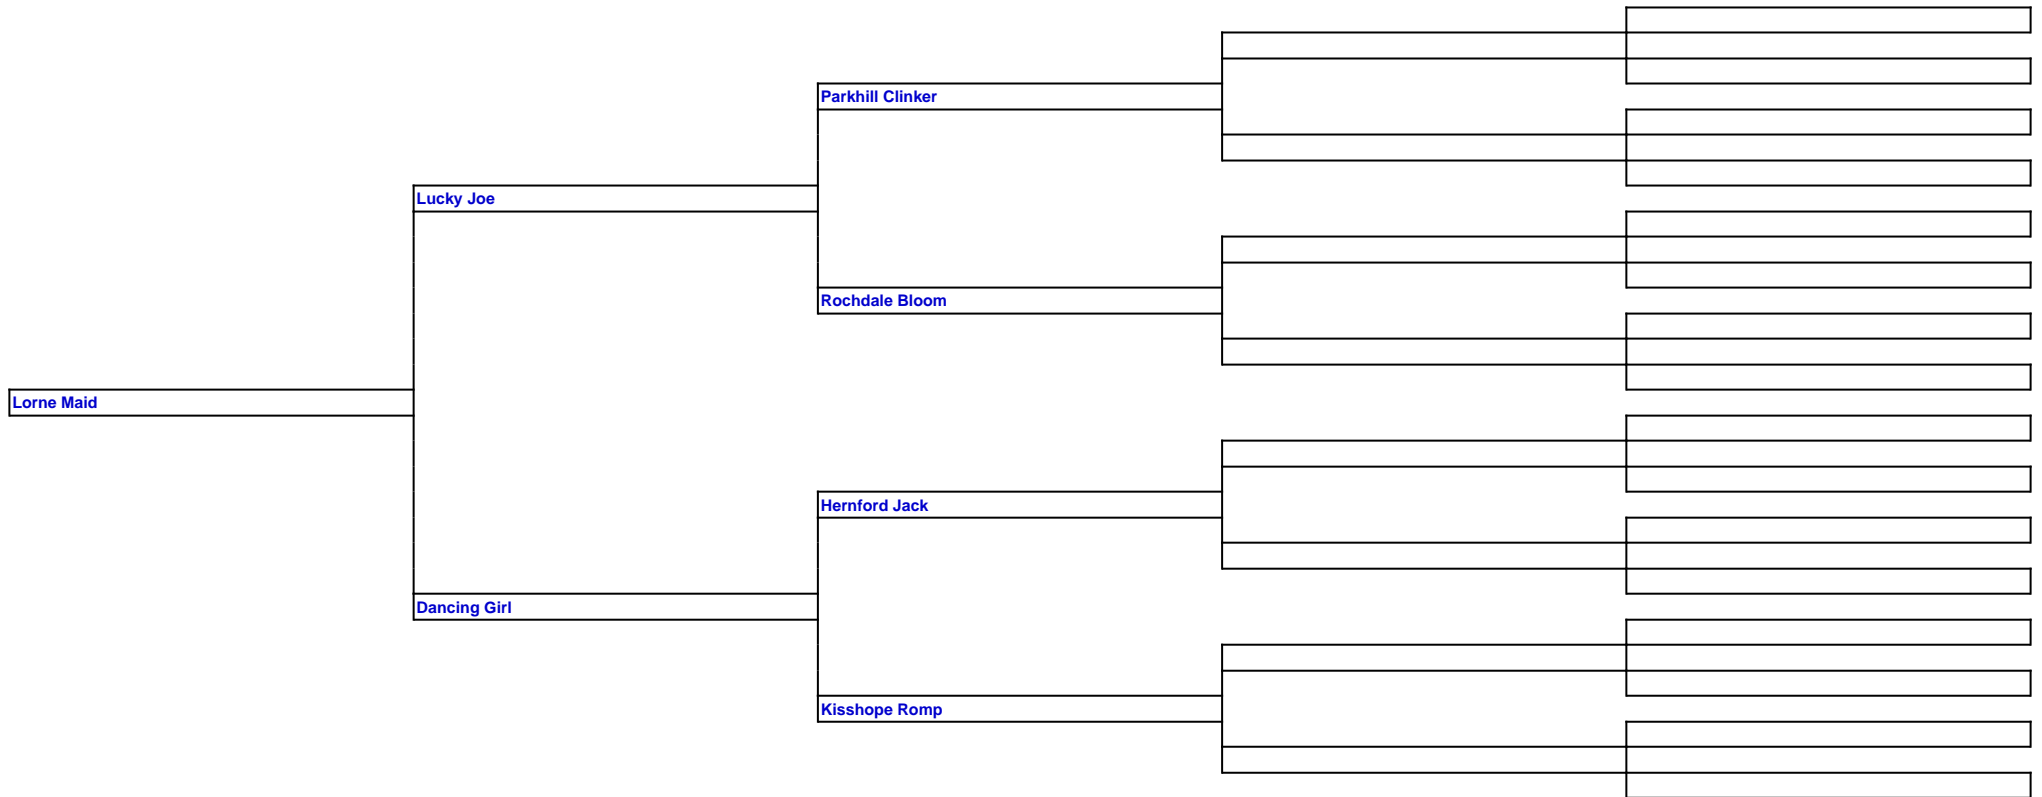 Parkhill Clinker
Lucky Joe
Rochdale Bloom
Lorne Maid
Hernford Jack
Dancing Girl
Kisshope Romp